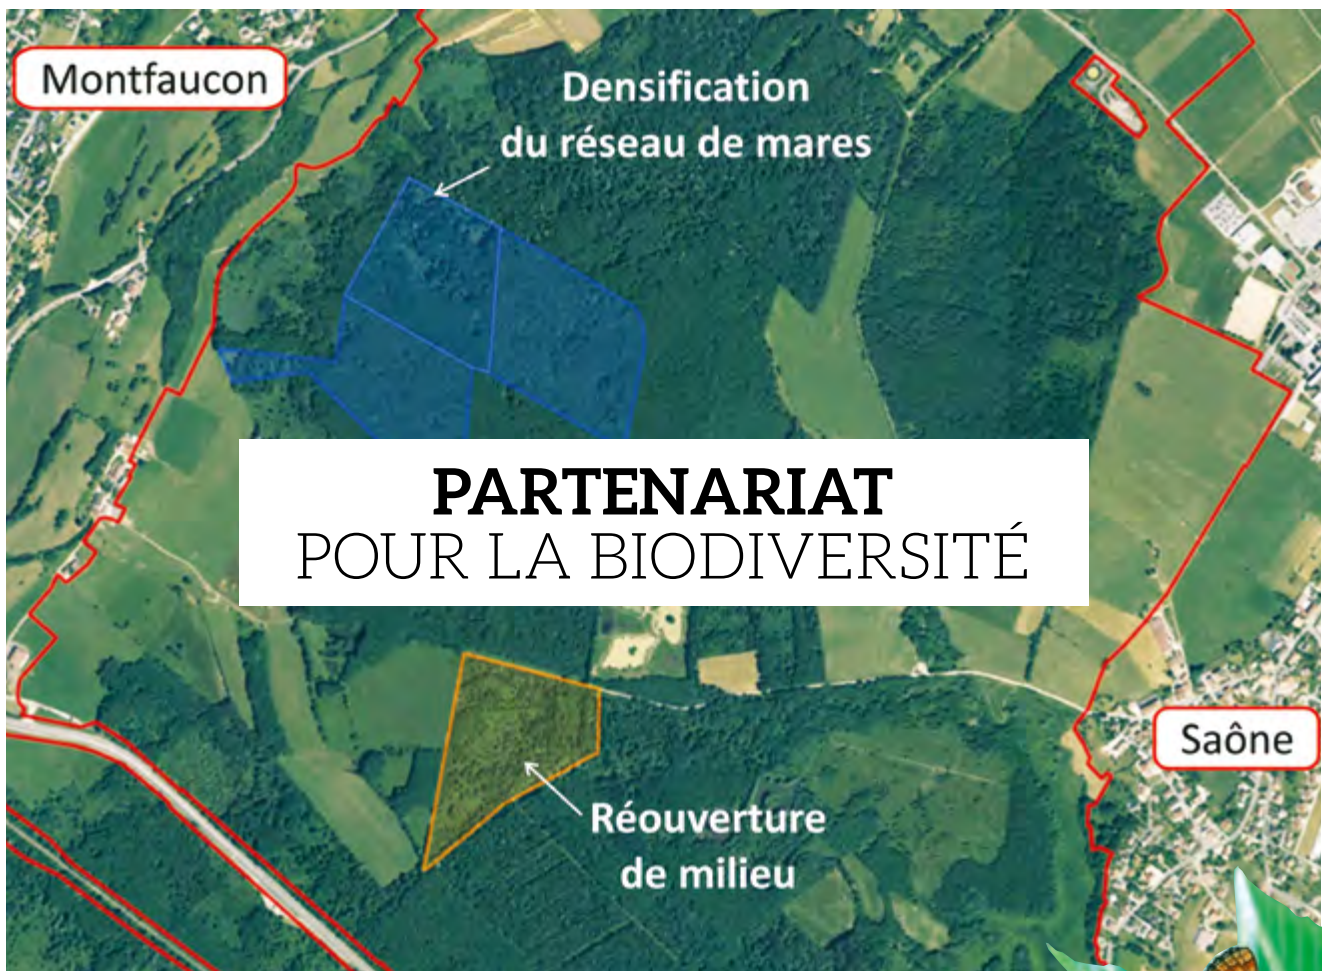 Montfaucon
Densification
du réseau de mares
PARTENARIAT
POUR LA BIODIVERSITÉ
Saône
Réouverture
de milieu